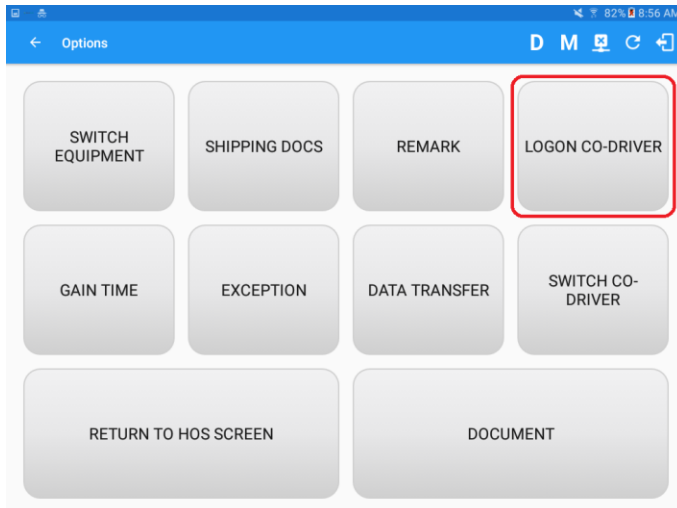 82% 8:56 AM
Options
D M
SWITCH
EQUIPMENT
SHIPPING DOCS
REMARK
LOGON CO-DRIVER
GAIN TIME
EXCEPTION
DATA TRANSFER
SWITCH CO-
DRIVER
RETURN TO HOS SCREEN
DOCUMENT